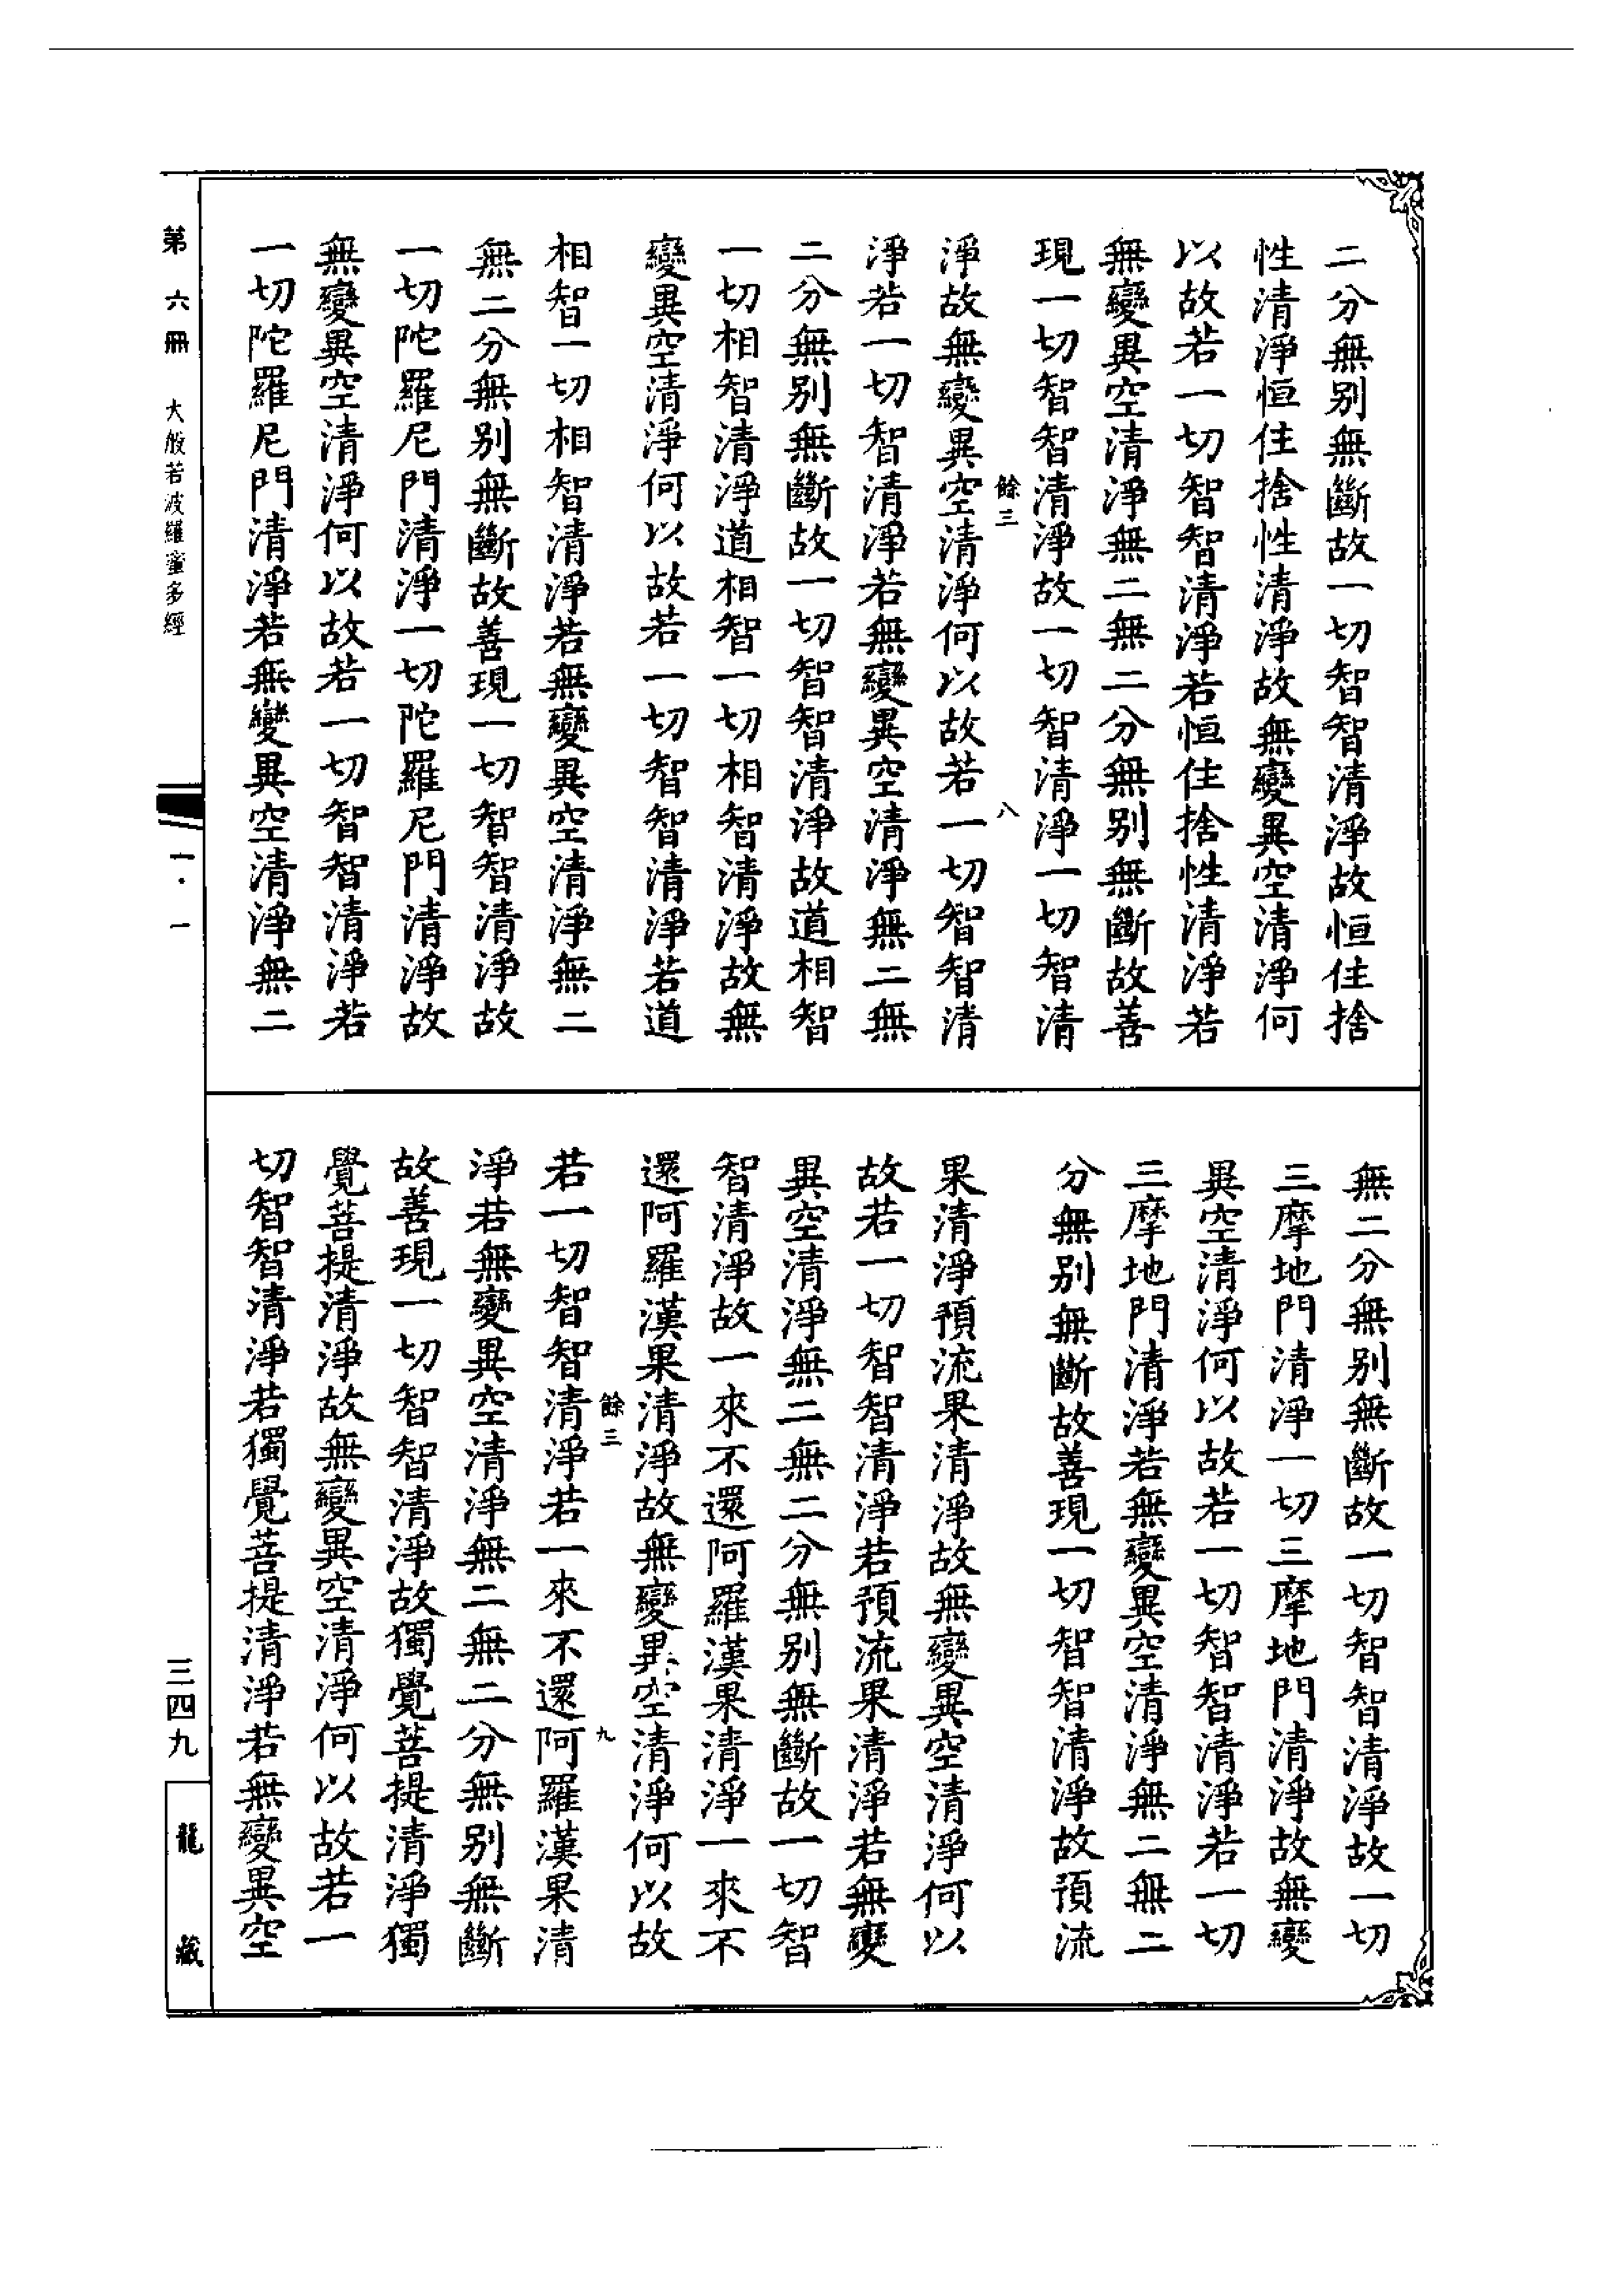 二分無別無斷故一切智智清淨故恒住捨
性清淨恒住捨性清淨故無變異空清淨何
以故若一切智智清淨若恒住捨性清淨若
無變異空清淨無二無二分無別無斷故善
現一切智智清淨故一切智清淨一切智清
餘三 八
淨故無變異空清淨何以故若一切智智清
淨若一切智清淨若無變異空清淨無二無
二分無別無斷故一切智智清淨故道相智
一切相智清淨道相智一切相智清淨故無
變異空清淨何以故若一切智智清淨若道
相智一切相智清淨若無變異空清淨無二
無二分無別無斷故善現一切智智清淨故
一切陀羅尼門清淨一切陀羅尼門清淨故
無變異空清淨何以故若一切智智清淨若
一切陀羅尼門清淨若無變異空清淨無二
無二分無別無斷故一切智智清淨故一切
三摩地門清淨一切三摩地門清淨故無變
異空清淨何以故若一切智智清淨若一切
三摩地門清淨若無變異空清淨無二無二
分無別無斷故善現一切智智清淨故預流
果清淨預流果清淨故無變異空清淨何以
故若一切智智清淨若預流果清淨若無變
異空清淨無二無二分無別無斷故一切智
智清淨故一來不還阿羅漢果清淨一來不
還阿羅漢果清淨故無變異空清淨何以故
餘三 九
若一切智智清淨若一來不還阿羅漢果清
淨若無變異空清淨無二無二分無別無斷
故善現一切智智清淨故獨覺菩提清淨獨
覺菩提清淨故無變異空清淨何以故若一
切智智清淨若獨覺菩提清淨若無變異空
第六冊 大般若波羅蜜多經 一·一 三四九
龍藏